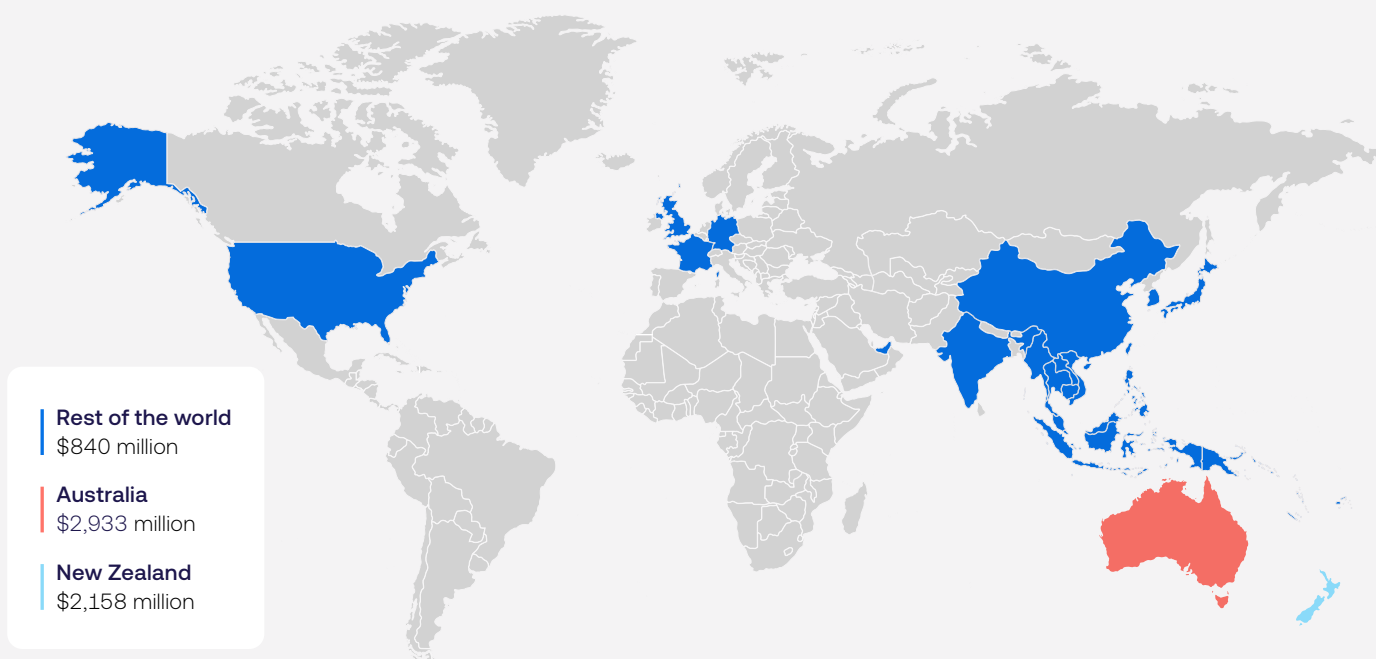 Rest of the world
$840 million
Australia
$2,933 million
New Zealand
$2,158 million